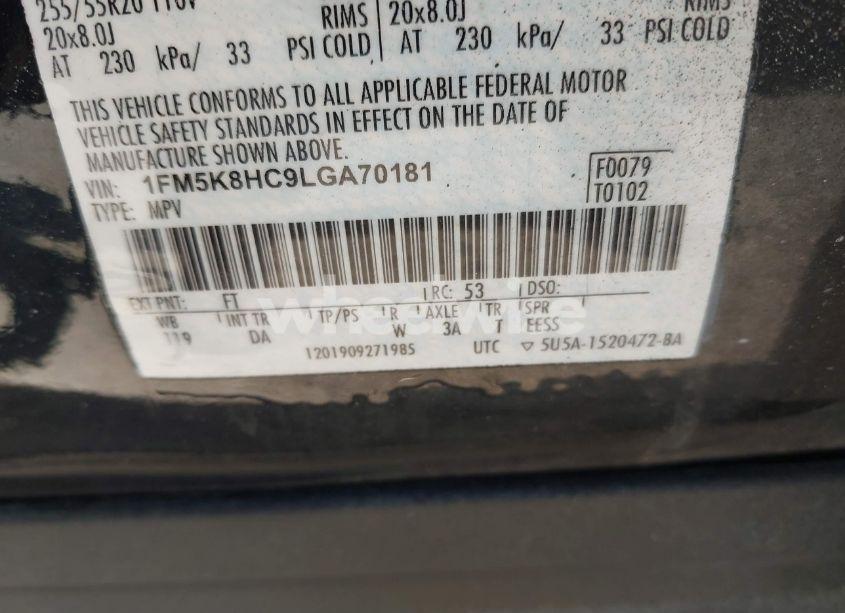 255/55R20 110V
RIMS
RIMS
20x8.0J
20x8.0J
AT 230 kPa/ 33 PSI COLD
AT 230 kPa/ 33 PSI COLD
THIS VEHICLE CONFORMS TO ALL APPLICABLE FEDERAL MOTOR
VEHICLE SAFETY STANDARDS IN EFFECT ON THE DATE OF
MANUFACTURE SHOWN ABOVE.
VIN: 1FM5K8HC9LGA70181
F0079
TYPE: MPV
T0102
EXT PNT: FT RC: 53 DSO:
WB INT TR TP/PS R AXLE TR SPR
119 DA W 3A T EESS
1201909271985 UTC ▽ 5U5A-1520472-BA
wheelwire